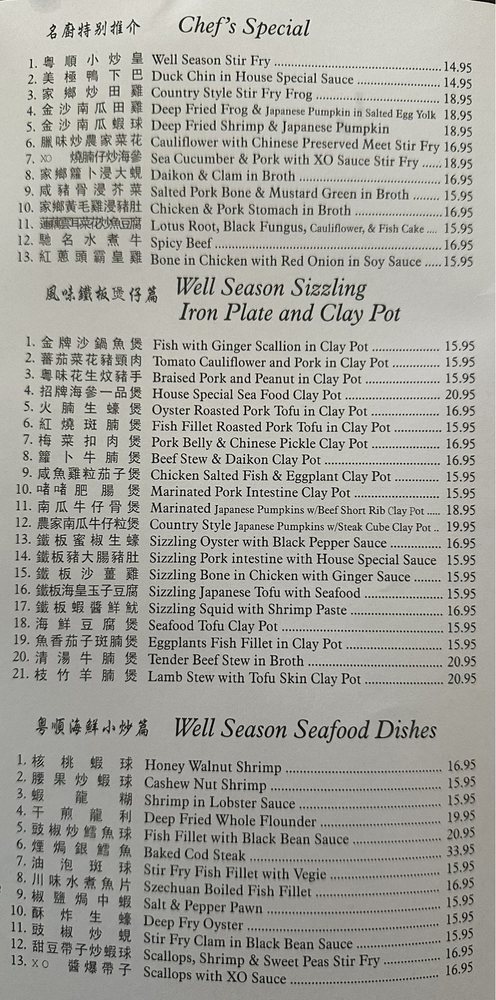 名廚特别推介 Chef's Special
1. 粵順小炒皇 Well Season Stir Fry 14.95
2. 美極鴨下巴 Duck Chin in House Special Sauce 14.95
3. 家鄉炒田雞 Country Style Stir Fry Frog 18.95
4. 金沙南瓜田雞 Deep Fried Frog & Japanese Pumpkin in Salted Egg Yolk 18.95
5. 金沙南瓜蝦球 Deep Fried Shrimp & Japanese Pumpkin 18.95
6. 臘味炒農家菜花 Cauliflower with Chinese Preserved Meet Stir Fry 16.95
7. XO 燒腩仔炒海參 Sea Cucumber & Pork with XO Sauce Stir Fry 18.95
8. 家鄉籮卜浸大蜆 Daikon & Clam in Broth 16.95
9. 咸豬骨浸芥菜 Salted Pork Bone & Mustard Green in Broth 15.95
10. 家鄉黃毛雞浸豬肚 Chicken & Pork Stomach in Broth 16.95
11. 蓮藕雲耳菜花炒魚豆腐 Lotus Root, Black Fungus, Cauliflower, & Fish Cake 15.95
12. 馳名水煮牛 Spicy Beef 16.95
13. 紅蔥頭霸皇雞 Bone in Chicken with Red Onion in Soy Sauce 15.95
風味鐵板煲仔篇 Well Season Sizzling
Iron Plate and Clay Pot
1. 金牌沙鍋魚煲 Fish with Ginger Scallion in Clay Pot 15.95
2. 蕃茄菜花豬頸肉 Tomato Cauliflower and Pork in Clay Pot 15.95
3. 粵味花生炆豬手 Braised Pork and Peanut in Clay Pot 15.95
4. 招牌海參一品煲 House Special Sea Food Clay Pot 20.95
5. 火腩生蠔煲 Oyster Roasted Pork Tofu in Clay Pot 16.95
6. 紅燒斑腩煲 Fish Fillet Roasted Pork Tofu in Clay Pot 15.95
7. 梅菜扣肉煲 Pork Belly & Chinese Pickle Clay Pot 16.95
8. 籮卜牛腩煲 Beef Stew & Daikon Clay Pot 16.95
9. 咸魚雞粒茄子煲 Chicken Salted Fish & Eggplant Clay Pot 15.95
10. 啫啫肥腸煲 Marinated Pork Intestine Clay Pot 15.95
11. 南瓜牛仔骨煲 Marinated Japanese Pumpkins w/Beef Short Rib Clay Pot 18.95
12. 農家南瓜牛仔粒煲 Country Style Japanese Pumpkins w/Steak Cube Clay Pot 19.95
13. 鐵板蜜椒生蠔 Sizzling Oyster with Black Pepper Sauce 16.95
14. 鐵板豬大腸豬肚 Sizzling Pork intestine with House Special Sauce 15.95
15. 鐵板沙薑雞 Sizzling Bone in Chicken with Ginger Sauce 15.95
16. 鐵板海皇玉子豆腐 Sizzling Japanese Tofu with Seafood 15.95
17. 鐵板蝦醬鮮魷 Sizzling Squid with Shrimp Paste 16.95
18. 海鮮豆腐煲 Seafood Tofu Clay Pot 15.95
19. 魚香茄子斑腩煲 Eggplants Fish Fillet in Clay Pot 15.95
20. 清湯牛腩煲 Tender Beef Stew in Broth 20.95
21. 枝竹羊腩煲 Lamb Stew with Tofu Skin Clay Pot 20.95
粵順海鮮小炒篇 Well Season Seafood Dishes
1. 核桃蝦球 Honey Walnut Shrimp 16.95
2. 腰果炒蝦球 Cashew Nut Shrimp 15.95
3. 蝦龍糊 Shrimp in Lobster Sauce 15.95
4. 干煎龍利 Deep Fried Whole Flounder 19.95
5. 豉椒炒鱈魚球 Fish Fillet with Black Bean Sauce 20.95
6. 煙焗銀鱈魚 Baked Cod Steak 33.95
7. 油泡斑球 Stir Fry Fish Fillet with Vegie 15.95
8. 川味水煮魚片 Szechuan Boiled Fish Fillet 16.95
9. 椒鹽焗中蝦 Salt & Pepper Pawn 15.95
10. 酥炸生蠔 Deep Fry Oyster 15.95
11. 豉椒炒蜆 Stir Fry Clam in Black Bean Sauce 15.95
12. 甜豆帶子炒蝦球 Scallops, Shrimp & Sweet Peas Stir Fry 16.95
13. XO 醬爆帶子 Scallops with XO Sauce 16.95